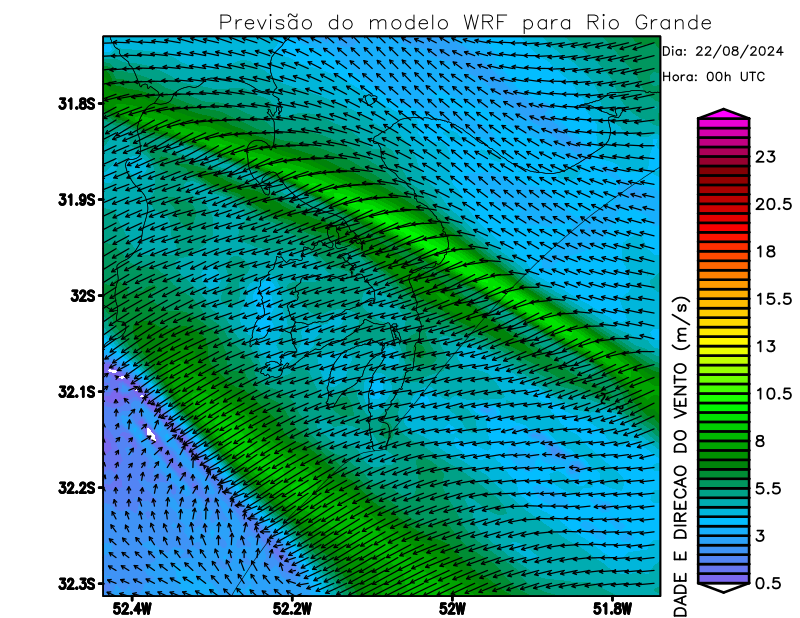 Previsão do modelo WRF para Rio Grande
Dia: 22/08/2024
Hora: 00h UTC
31.8S
31.9S
32S
32.1S
32.2S
32.3S
52.4W
52.2W
52W
51.8W
23
20.5
18
15.5
13
10.5
8
5.5
3
0.5
DADE E DIRECAO DO VENTO (m/s)